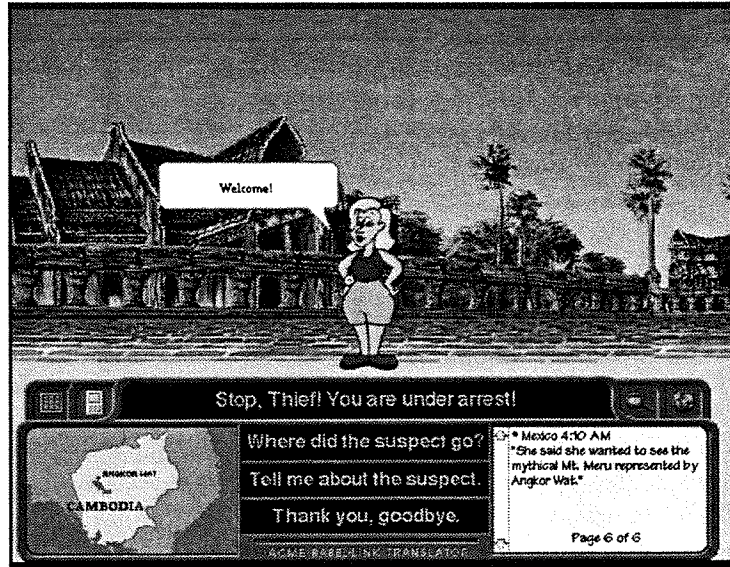 Welcome!
Stop, Thief! You are under arrest!
Where did the suspect go?
Tell me about the suspect.
Thank you, goodbye.
ACME BABEL-LINK TRANSLATOR
ANGKOR WAT
CAMBODIA
* Mexico 4:10 AM
"She said she wanted to see the
mythical Mt. Meru represented by
Angkor Wat."
Page 6 of 6